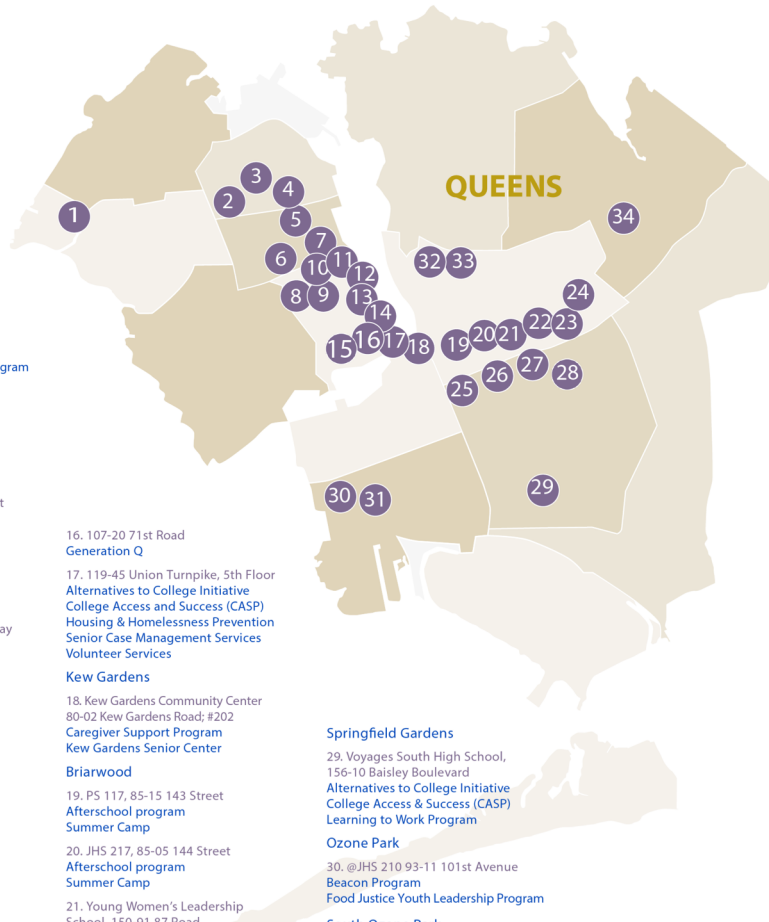 QUEENS
1
2
3
4
5
6
7
8
9
10
11
12
13
14
15
16
17
18
19
20
21
22
23
24
25
26
27
28
29
30
31
32
33
34
gram
t
ay
16. 107-20 71st Road
Generation Q
17. 119-45 Union Turnpike, 5th Floor
Alternatives to College Initiative
College Access and Success (CASP)
Housing & Homelessness Prevention
Senior Case Management Services
Volunteer Services
Kew Gardens
18. Kew Gardens Community Center
80-02 Kew Gardens Road; #202
Caregiver Support Program
Kew Gardens Senior Center
Briarwood
19. PS 117, 85-15 143 Street
Afterschool program
Summer Camp
20. JHS 217, 85-05 144 Street
Afterschool program
Summer Camp
21. Young Women's Leadership
School, 150-91 87 Road
Springfield Gardens
29. Voyages South High School,
156-10 Baisley Boulevard
Alternatives to College Initiative
College Access & Success (CASP)
Learning to Work Program
Ozone Park
30. @JHS 210 93-11 101st Avenue
Beacon Program
Food Justice Youth Leadership Program
South Ozone Park